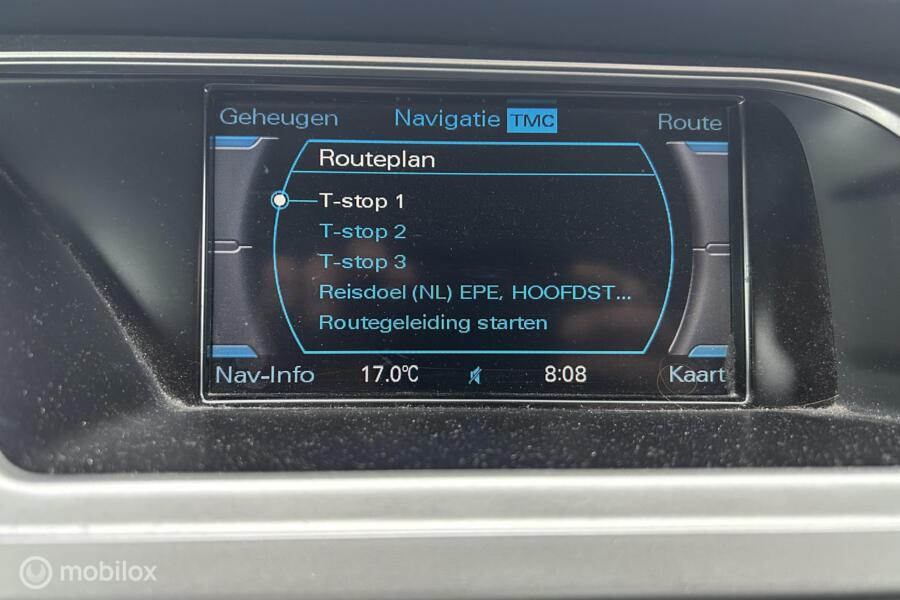 Geheugen Navigatie TMC Route
Routeplan
T-stop 1
T-stop 2
T-stop 3
Reisdoel (NL) EPE, HOOFDST...
Routegeleiding starten
Nav-Info 17.0°C 8:08 Kaart
mobilox